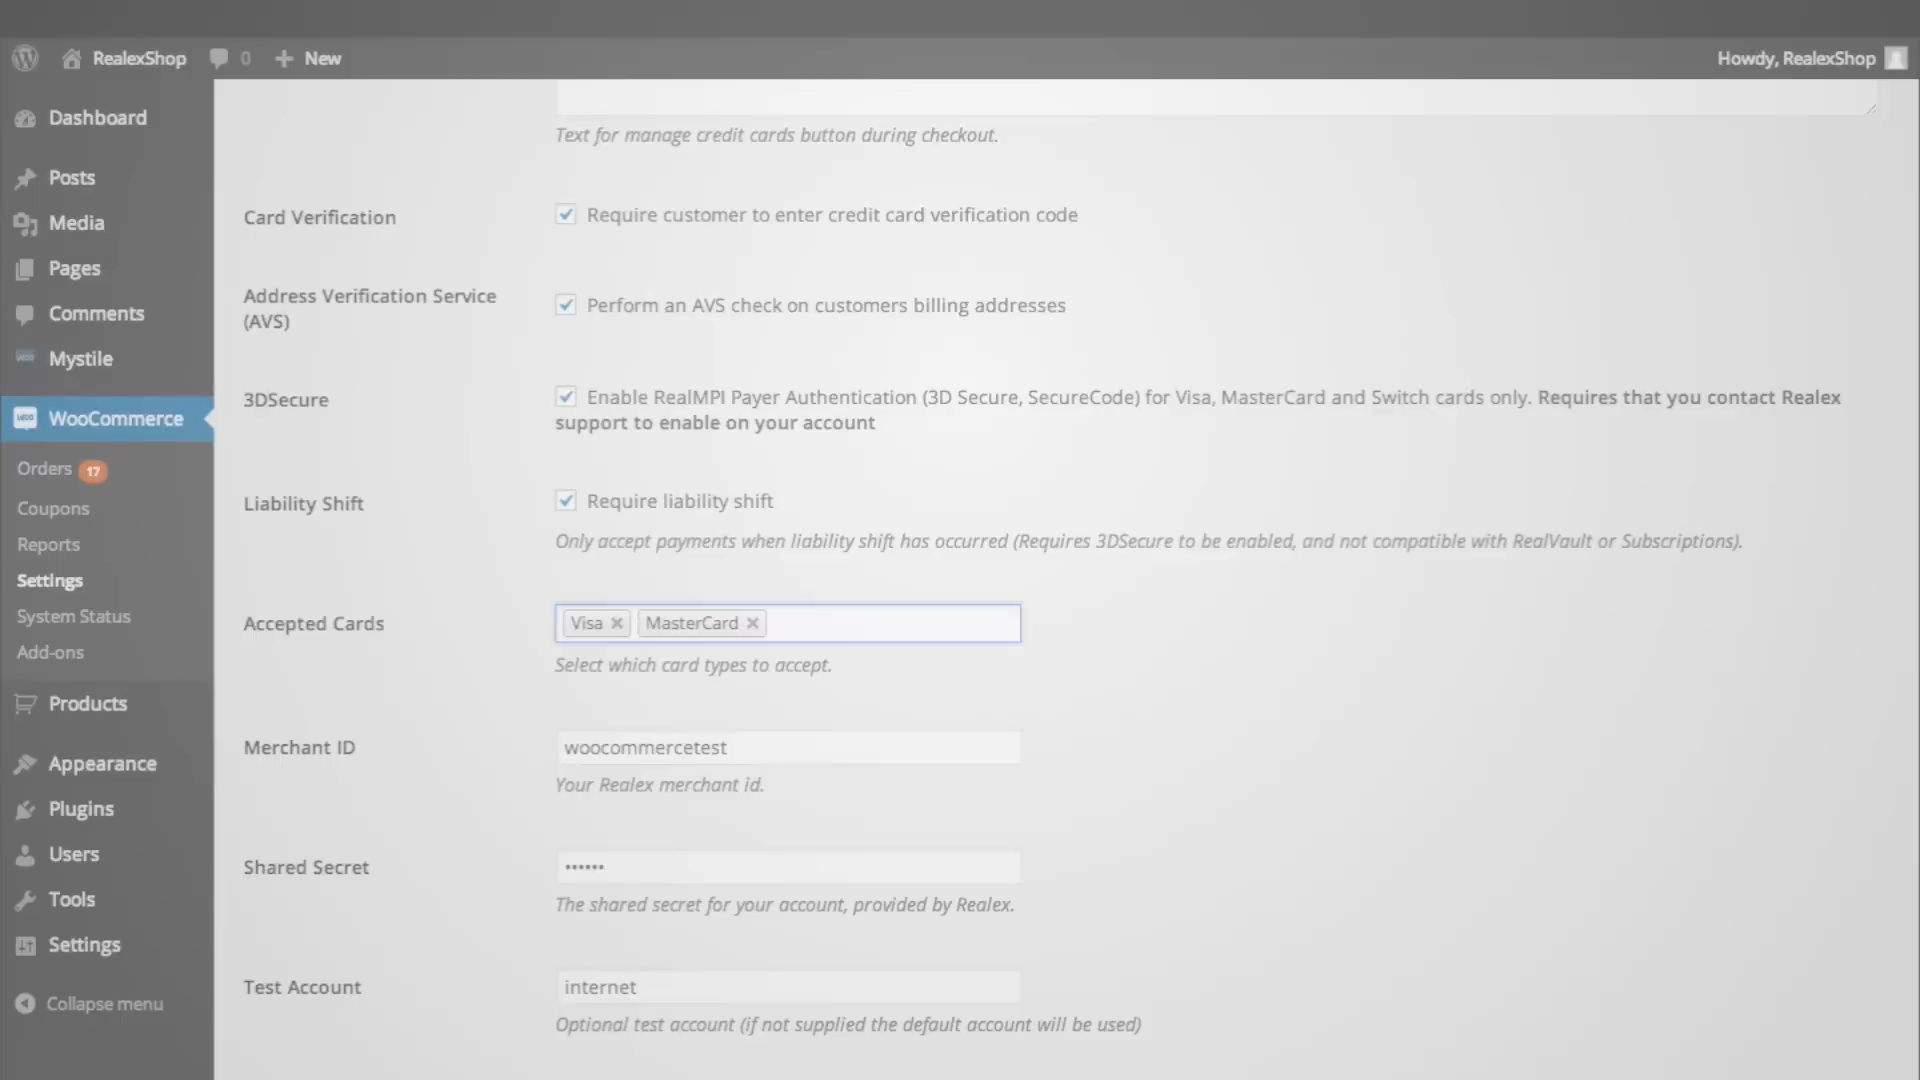 RealexShop 0 New Howdy, RealexShop
Dashboard
Posts
Media
Pages
Comments
Mystile
WooCommerce
Orders 17
Coupons
Reports
Settings
System Status
Add-ons
Products
Appearance
Plugins
Users
Tools
Settings
Collapse menu
Text for manage credit cards button during checkout.
Card Verification
Require customer to enter credit card verification code
Address Verification Service
(AVS)
Perform an AVS check on customers billing addresses
3DSecure
Enable RealMPI Payer Authentication (3D Secure, SecureCode) for Visa, MasterCard and Switch cards only. Requires that you contact Realex
support to enable on your account
Liability Shift
Require liability shift
Only accept payments when liability shift has occurred (Requires 3DSecure to be enabled, and not compatible with RealVault or Subscriptions).
Accepted Cards
Visa MasterCard
Select which card types to accept.
Merchant ID
woocommercetest
Your Realex merchant id.
Shared Secret
••••••
The shared secret for your account, provided by Realex.
Test Account
internet
Optional test account (if not supplied the default account will be used)